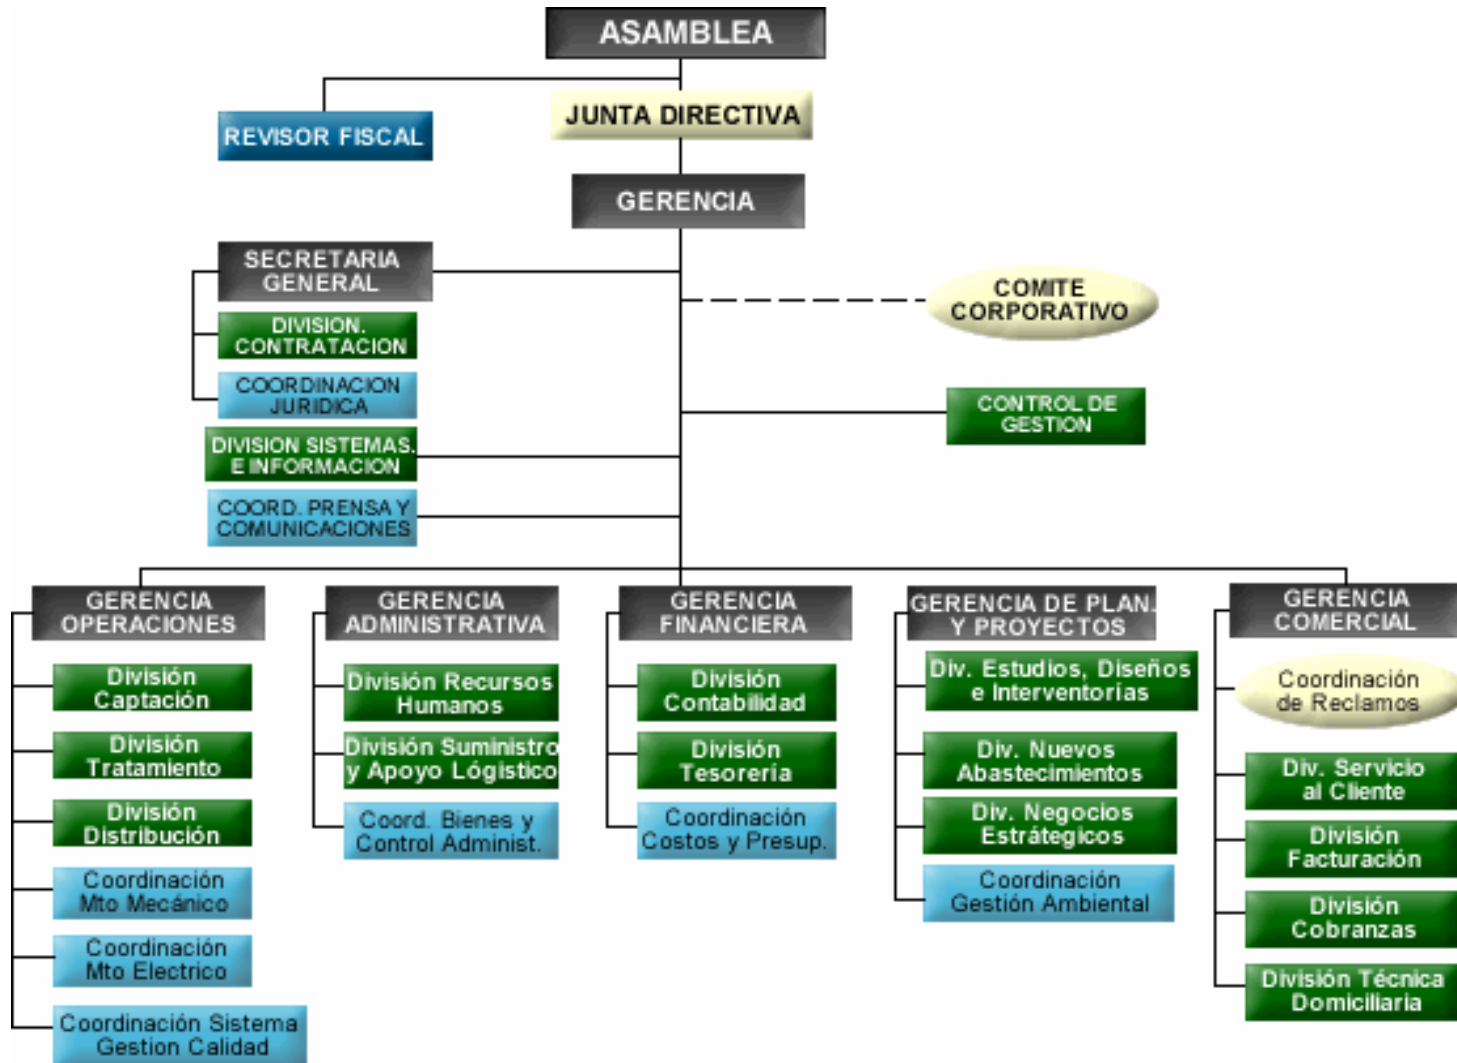 ASAMBLEA
REVISOR FISCAL
JUNTA DIRECTIVA
GERENCIA
SECRETARIA
GENERAL
DIVISION.
CONTRATACION
COORDINACION
JURIDICA
DIVISION SISTEMAS.
E INFORMACION
COORD. PRENSA Y
COMUNICACIONES
COMITE
CORPORATIVO
CONTROL DE
GESTION
GERENCIA
OPERACIONES
División
Captación
División
Tratamiento
División
Distribución
Coordinación
Mto Mecánico
Coordinación
Mto Electrico
Coordinación Sistema
Gestion Calidad
GERENCIA
ADMINISTRATIVA
División Recursos
Humanos
División Suministro
y Apoyo Lógistico
Coord. Bienes y
Control Administ.
GERENCIA
FINANCIERA
División
Contabilidad
División
Tesorería
Coordinación
Costos y Presup.
GERENCIA DE PLAN.
Y PROYECTOS
Div. Estudios, Diseños
e Interventorías
Div. Nuevos
Abastecimientos
Div. Negocios
Estrátegicos
Coordinación
Gestión Ambiental
GERENCIA
COMERCIAL
Coordinación
de Reclamos
Div. Servicio
al Cliente
División
Facturación
División
Cobranzas
División Técnica
Domiciliaria